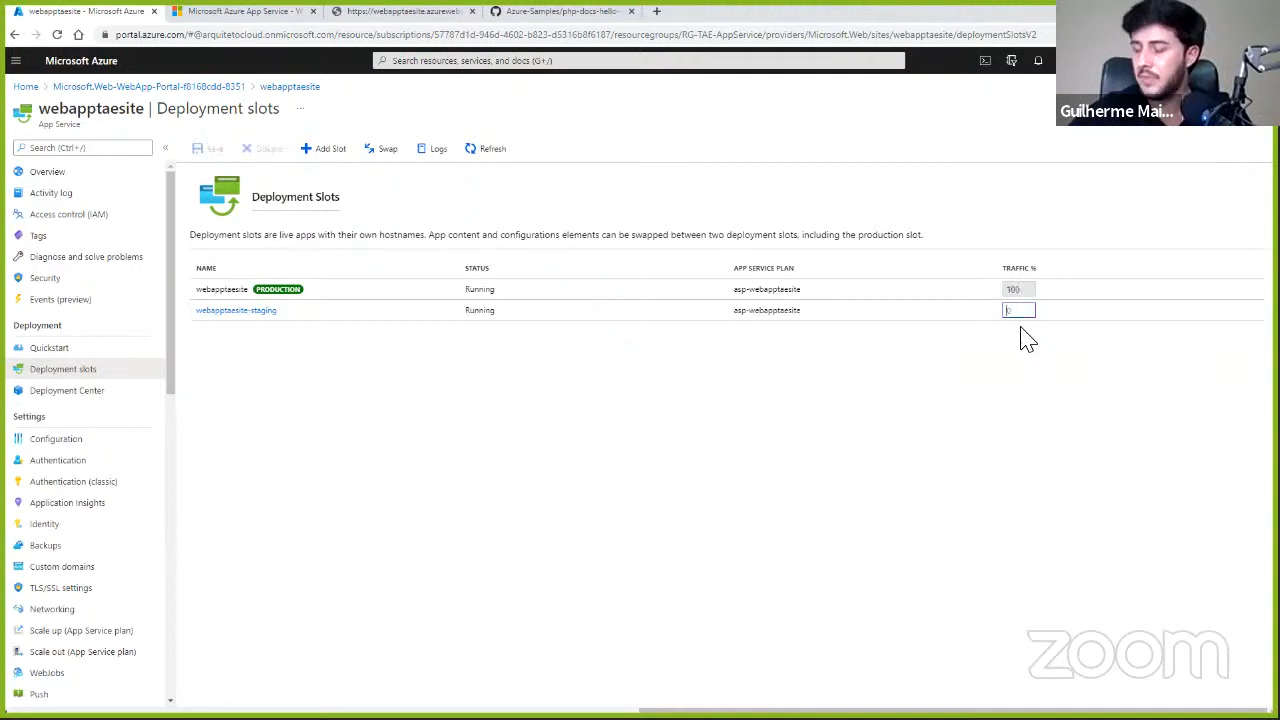 webapptaesite - Microsoft Azure
Microsoft Azure App Service - W
https://webapptaesite.azureweb
Azure-Samples/php-docs-hello-
portal.azure.com/#@arquitetocloud.onmicrosoft.com/resource/subscriptions/57787d1d-946d-4602-b823-d5316b8f6187/resourcegroups/RG-TAE-AppService/providers/Microsoft.Web/sites/webapptaesite/deploymentSlotsV2
Microsoft Azure
Search resources, services, and docs (G+/)
Guilherme Mai...
Home > Microsoft.Web-WebApp-Portal-f8168cdd-8351 > webapptaesite
webapptaesite | Deployment slots ...
App Service
Search (Ctrl+/)
«
Save
Discard
Add Slot
Swap
Logs
Refresh
Overview
Activity log
Access control (IAM)
Tags
Diagnose and solve problems
Security
Events (preview)
Deployment
Quickstart
Deployment slots
Deployment Center
Settings
Configuration
Authentication
Authentication (classic)
Application Insights
Identity
Backups
Custom domains
TLS/SSL settings
Networking
Scale up (App Service plan)
Scale out (App Service plan)
WebJobs
Push
Deployment Slots
Deployment slots are live apps with their own hostnames. App content and configurations elements can be swapped between two deployment slots, including the production slot.
NAME STATUS APP SERVICE PLAN TRAFFIC %
webapptaesite PRODUCTION Running asp-webapptaesite 100
webapptaesite-staging Running asp-webapptaesite 0
zoom